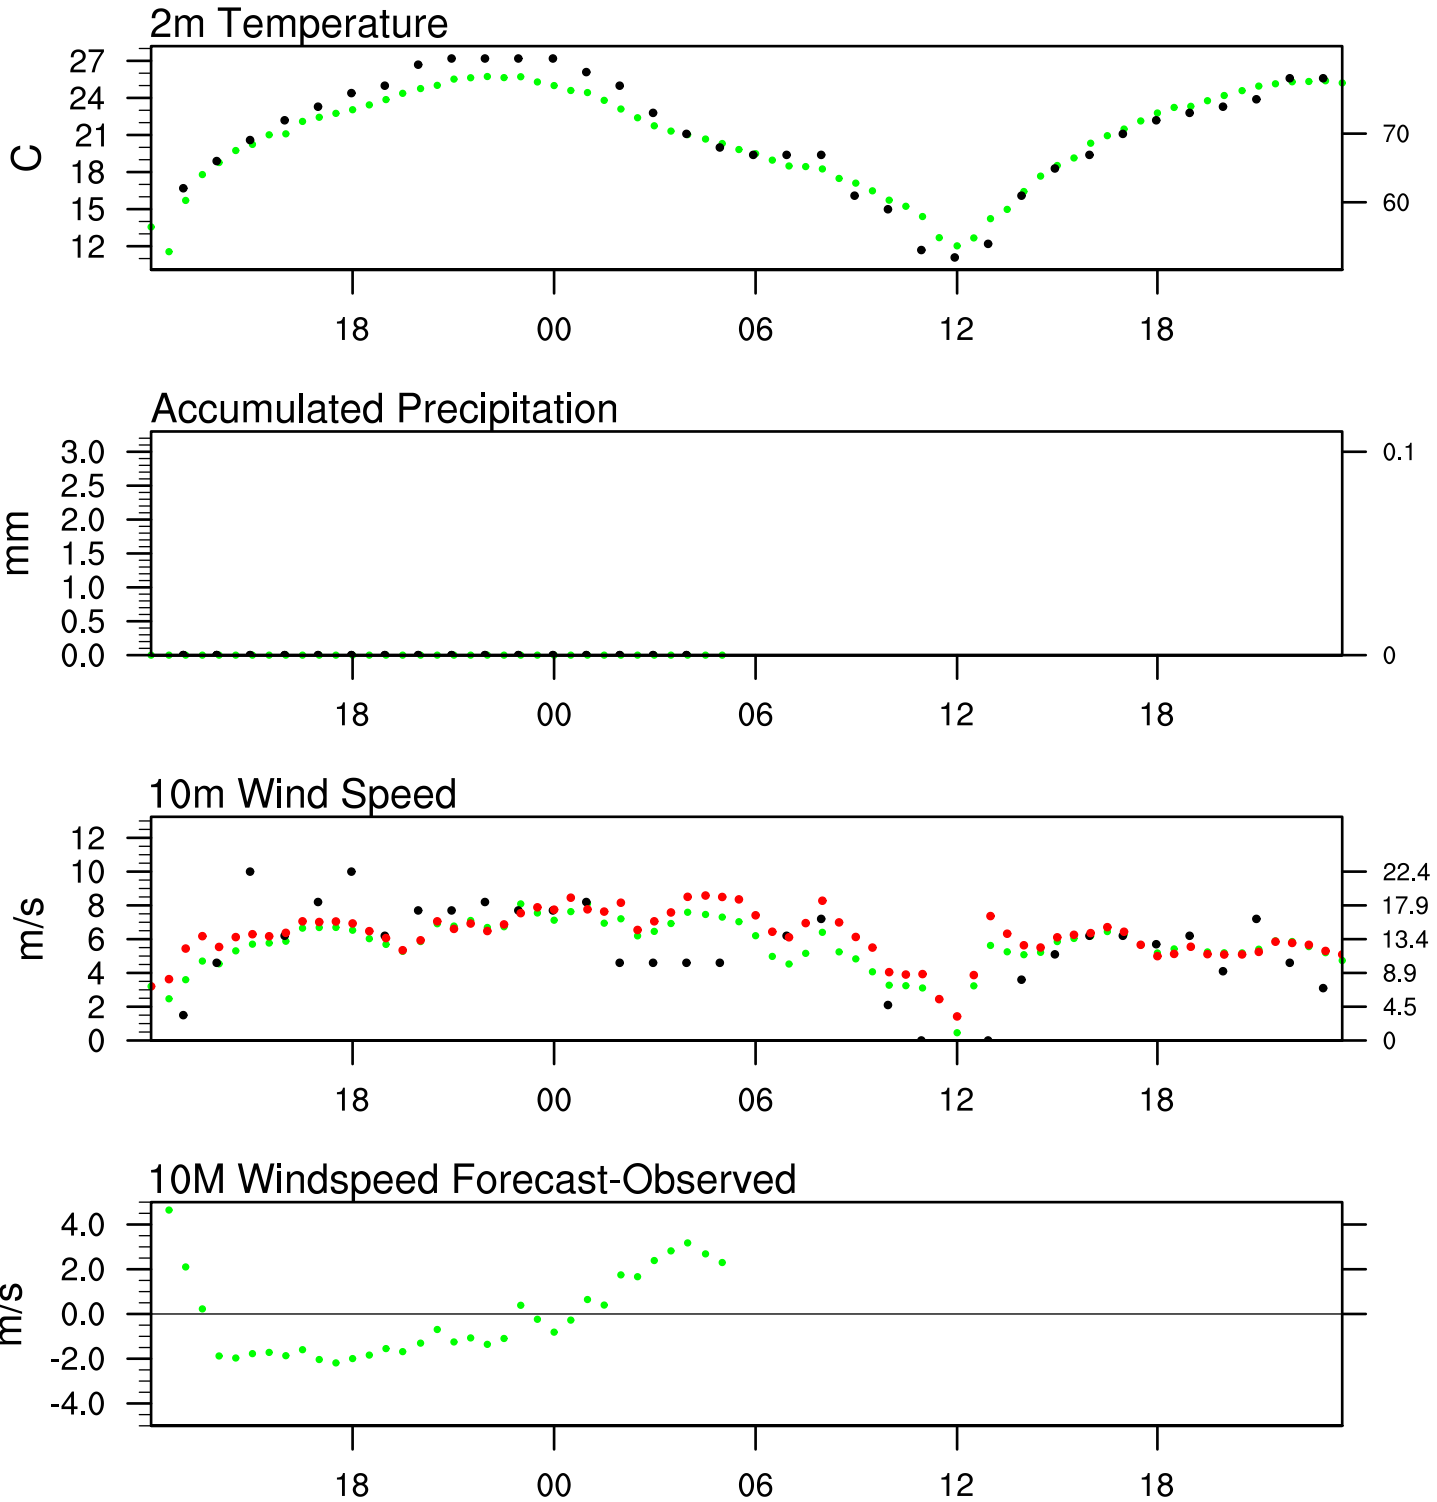 2m Temperature
27
24
21
18
15
12
C
70
60
18 00 06 12 18
Accumulated Precipitation
3.0
2.5
2.0
1.5
1.0
0.5
0.0
mm
0.1
0
18 00 06 12 18
10m Wind Speed
12
10
8
6
4
2
0
m/s
22.4
17.9
13.4
8.9
4.5
0
18 00 06 12 18
10M Windspeed Forecast-Observed
4.0
2.0
0.0
-2.0
-4.0
m/s
18 00 06 12 18